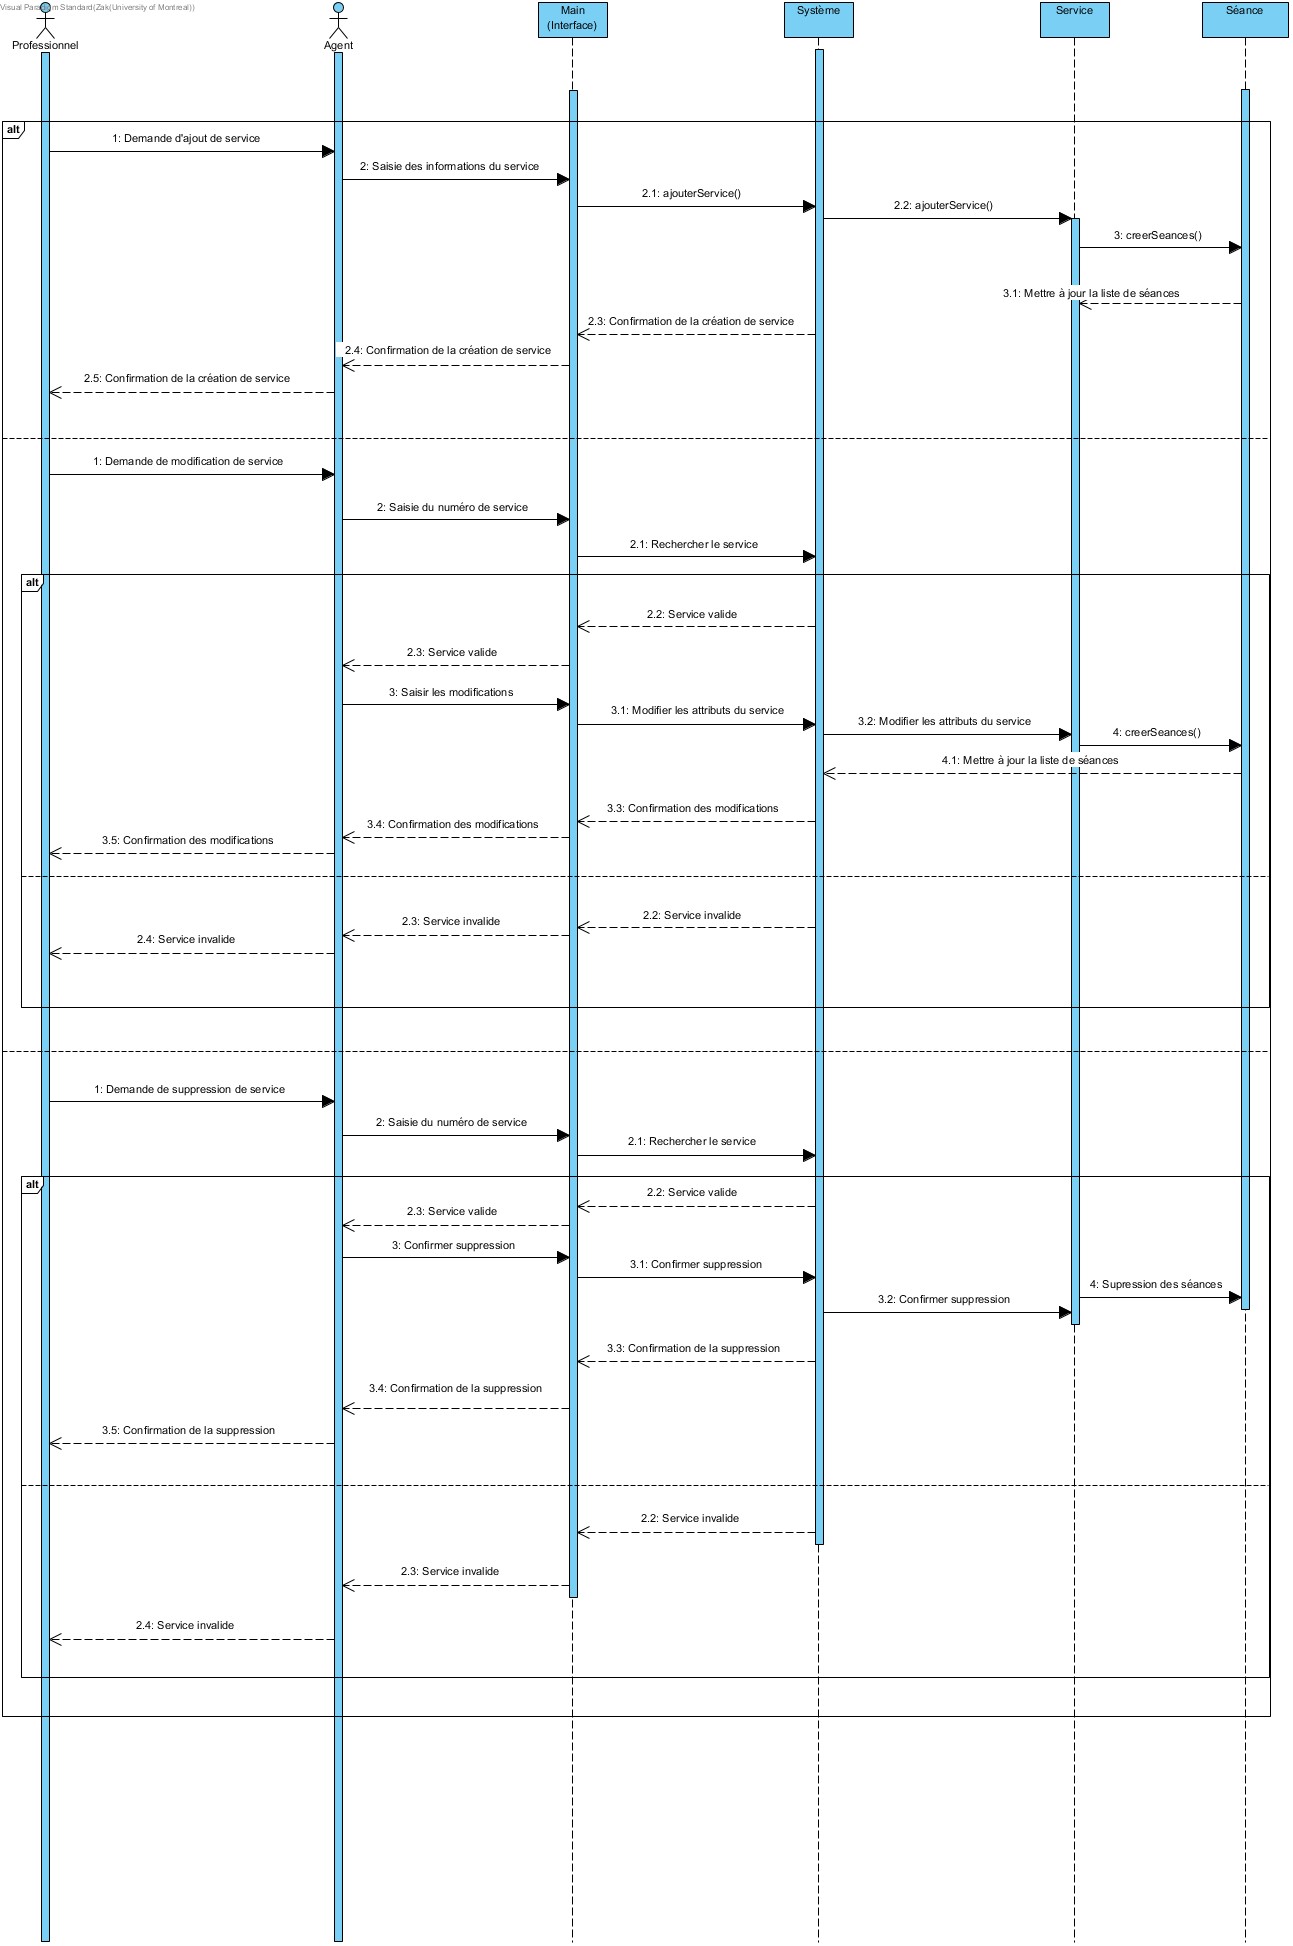 Visual Paradigm Standard(Zak(University of Montreal))
Professionnel
Agent
Main
(Interface)
Système
Service
Séance
alt
1: Demande d'ajout de service
2: Saisie des informations du service
2.1: ajouterService()
2.2: ajouterService()
3: creerSeances()
3.1: Mettre à jour la liste de séances
2.3: Confirmation de la création de service
2.4: Confirmation de la création de service
2.5: Confirmation de la création de service
1: Demande de modification de service
2: Saisie du numéro de service
2.1: Rechercher le service
alt
2.2: Service valide
2.3: Service valide
3: Saisir les modifications
3.1: Modifier les attributs du service
3.2: Modifier les attributs du service
4: creerSeances()
4.1: Mettre à jour la liste de séances
3.3: Confirmation des modifications
3.4: Confirmation des modifications
3.5: Confirmation des modifications
2.2: Service invalide
2.3: Service invalide
2.4: Service invalide
1: Demande de suppression de service
2: Saisie du numéro de service
2.1: Rechercher le service
alt
2.2: Service valide
2.3: Service valide
3: Confirmer suppression
3.1: Confirmer suppression
4: Supression des séances
3.2: Confirmer suppression
3.3: Confirmation de la suppression
3.4: Confirmation de la suppression
3.5: Confirmation de la suppression
2.2: Service invalide
2.3: Service invalide
2.4: Service invalide